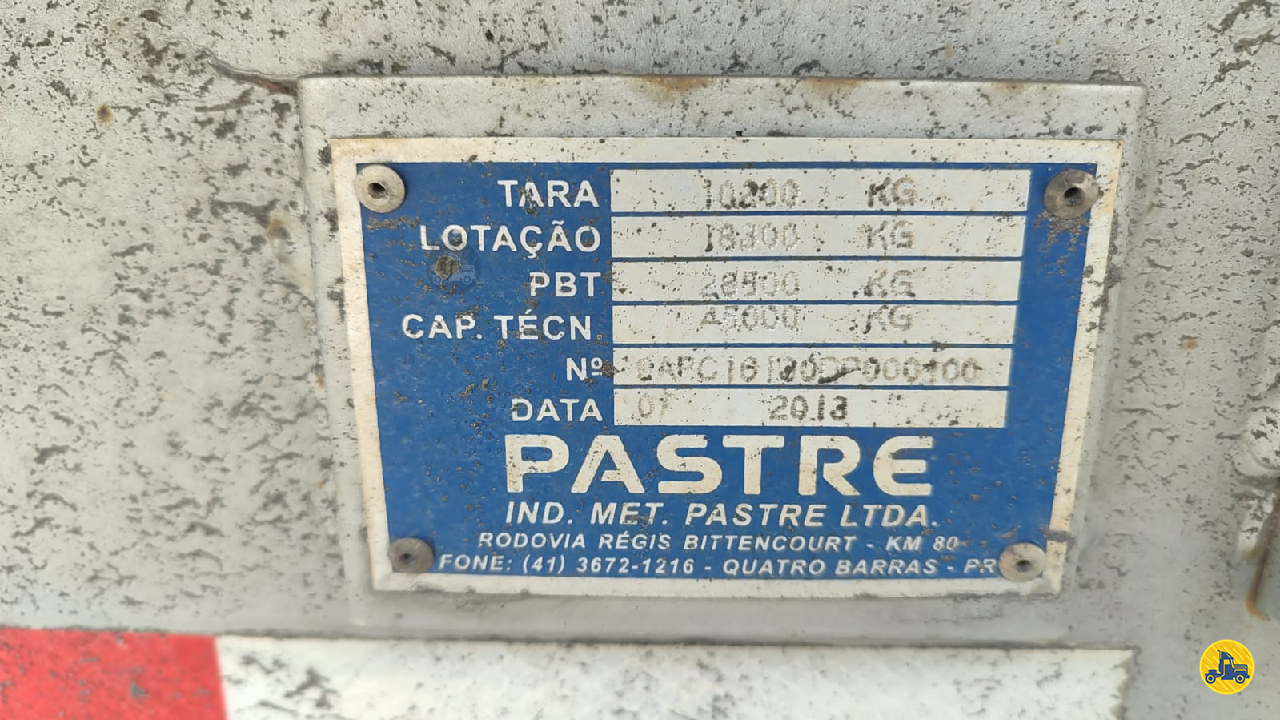 TARA 10200 KG
LOTAÇÃO 18300 KG
PBT 28500 KG
CAP. TÉCN. KG
Nº
DATA 07 2013
PASTRE
IND. MET. PASTRE LTDA.
RODOVIA RÉGIS BITTENCOURT - KM 80
FONE: (41) 3672-1216 - QUATRO BARRAS - PR